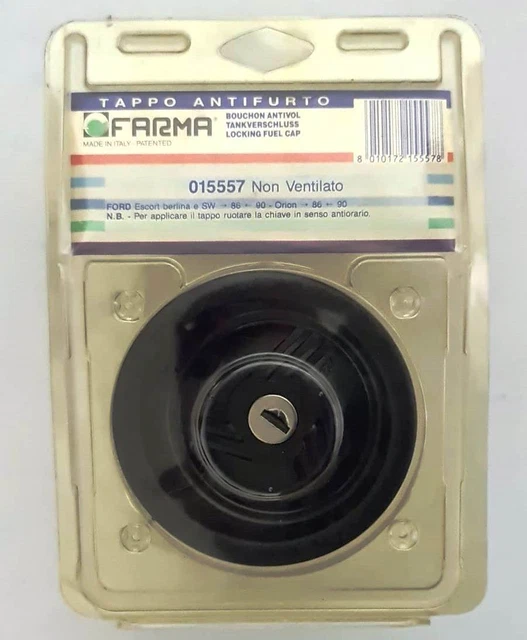 TAPPO ANTIFURTO
FARMA®
BOUCHON ANTIVOL
TANKVERSCHLUSS
LOCKING FUEL CAP
MADE IN ITALY - PATENTED
8 010172 155578
015557 Non Ventilato
FORD Escort berlina e SW → 86 ← 90 - Orion → 86 ← 90
N.B. - Per applicare il tappo ruotare la chiave in senso antiorario.